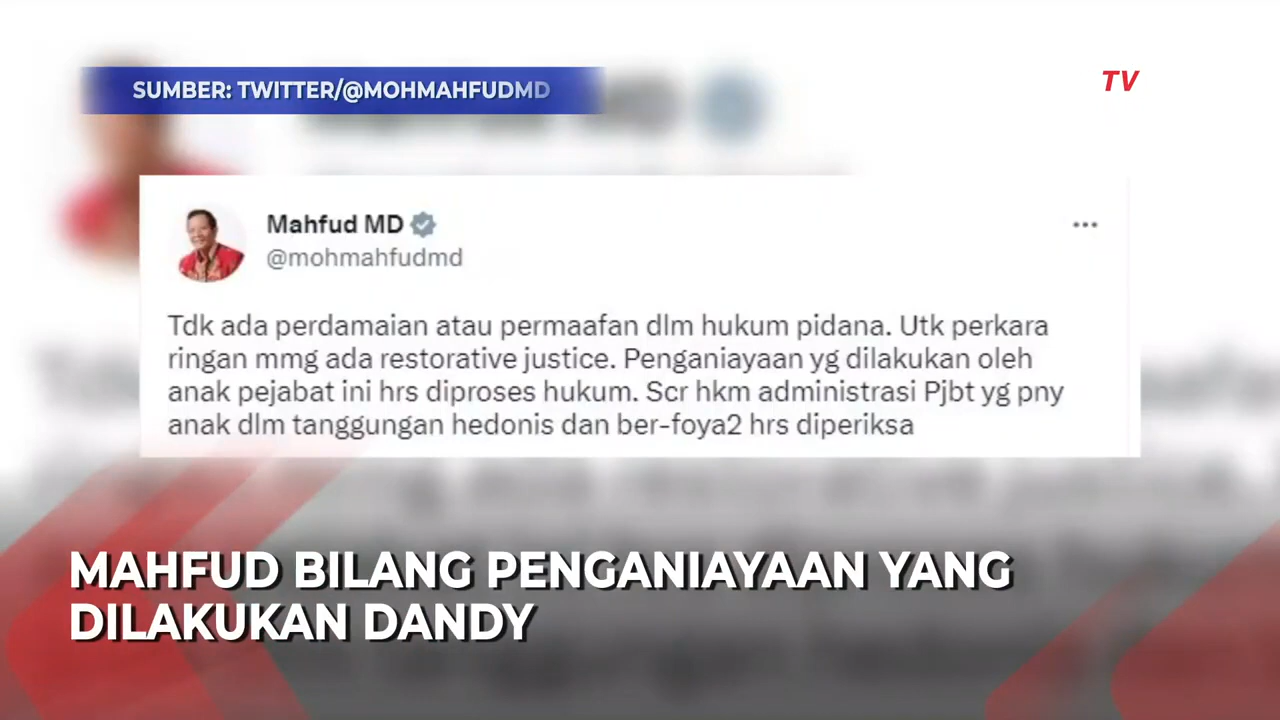 SUMBER: TWITTER/@MOHMAHFUDMD
TV
Mahfud MD
@mohmahfudmd
Tdk ada perdamaian atau permaafan dlm hukum pidana. Utk perkara
ringan mmg ada restorative justice. Penganiayaan yg dilakukan oleh
anak pejabat ini hrs diproses hukum. Scr hkm administrasi Pjbt yg pny
anak dlm tanggungan hedonis dan ber-foya2 hrs diperiksa
MAHFUD BILANG PENGANIAYAAN YANG
DILAKUKAN DANDY